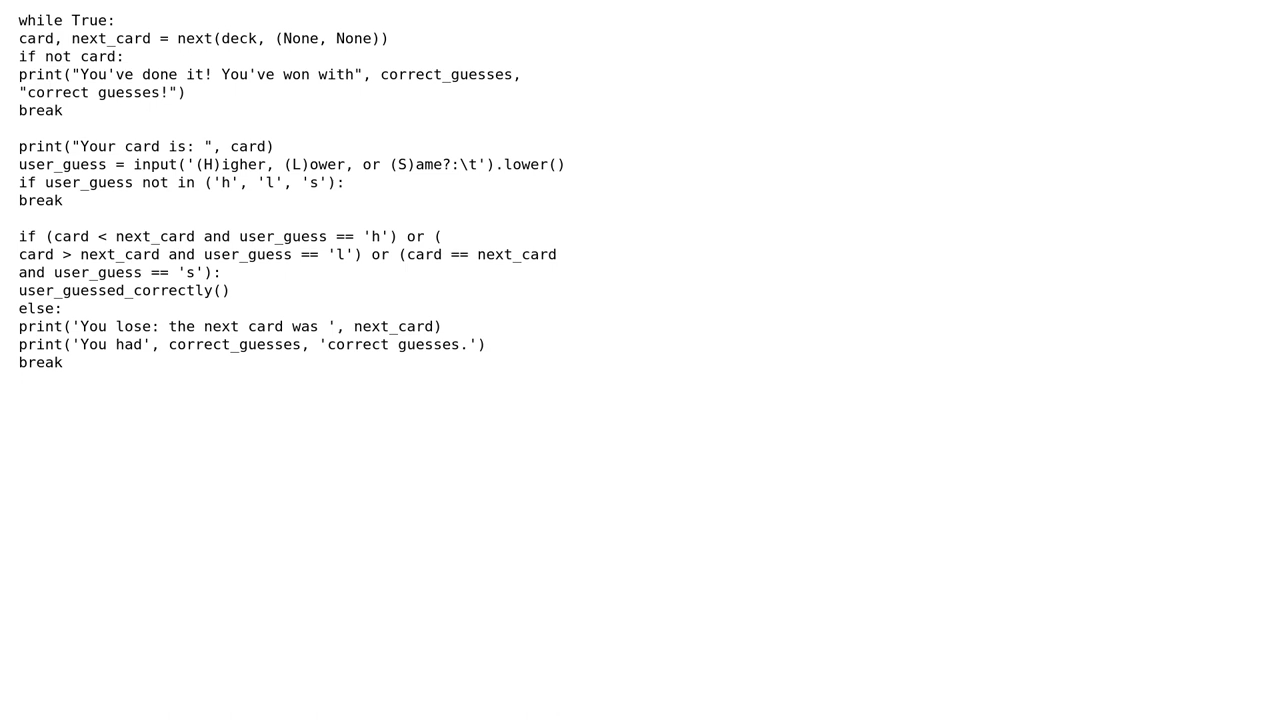 while True:
card, next_card = next(deck, (None, None))
if not card:
print("You've done it! You've won with", correct_guesses,
"correct guesses!")
break

print("Your card is: ", card)
user_guess = input('(H)igher, (L)ower, or (S)ame?:\t').lower()
if user_guess not in ('h', 'l', 's'):
break

if (card < next_card and user_guess == 'h') or (
card > next_card and user_guess == 'l') or (card == next_card
and user_guess == 's'):
user_guessed_correctly()
else:
print('You lose: the next card was ', next_card)
print('You had', correct_guesses, 'correct guesses.')
break